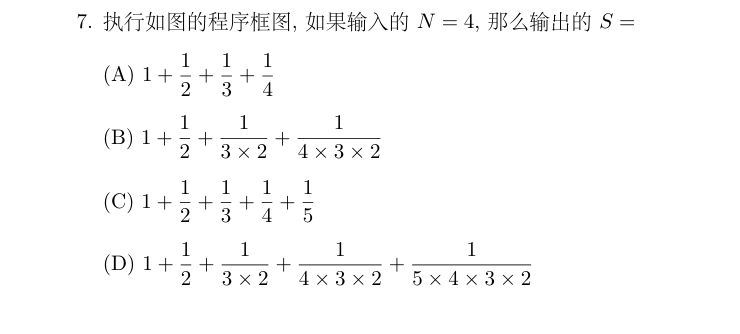 7. 执行如图的程序框图, 如果输入的 N = 4, 那么输出的 S =
(A) 1 + 1/2 + 1/3 + 1/4
(B) 1 + 1/2 + 1/(3 × 2) + 1/(4 × 3 × 2)
(C) 1 + 1/2 + 1/3 + 1/4 + 1/5
(D) 1 + 1/2 + 1/(3 × 2) + 1/(4 × 3 × 2) + 1/(5 × 4 × 3 × 2)